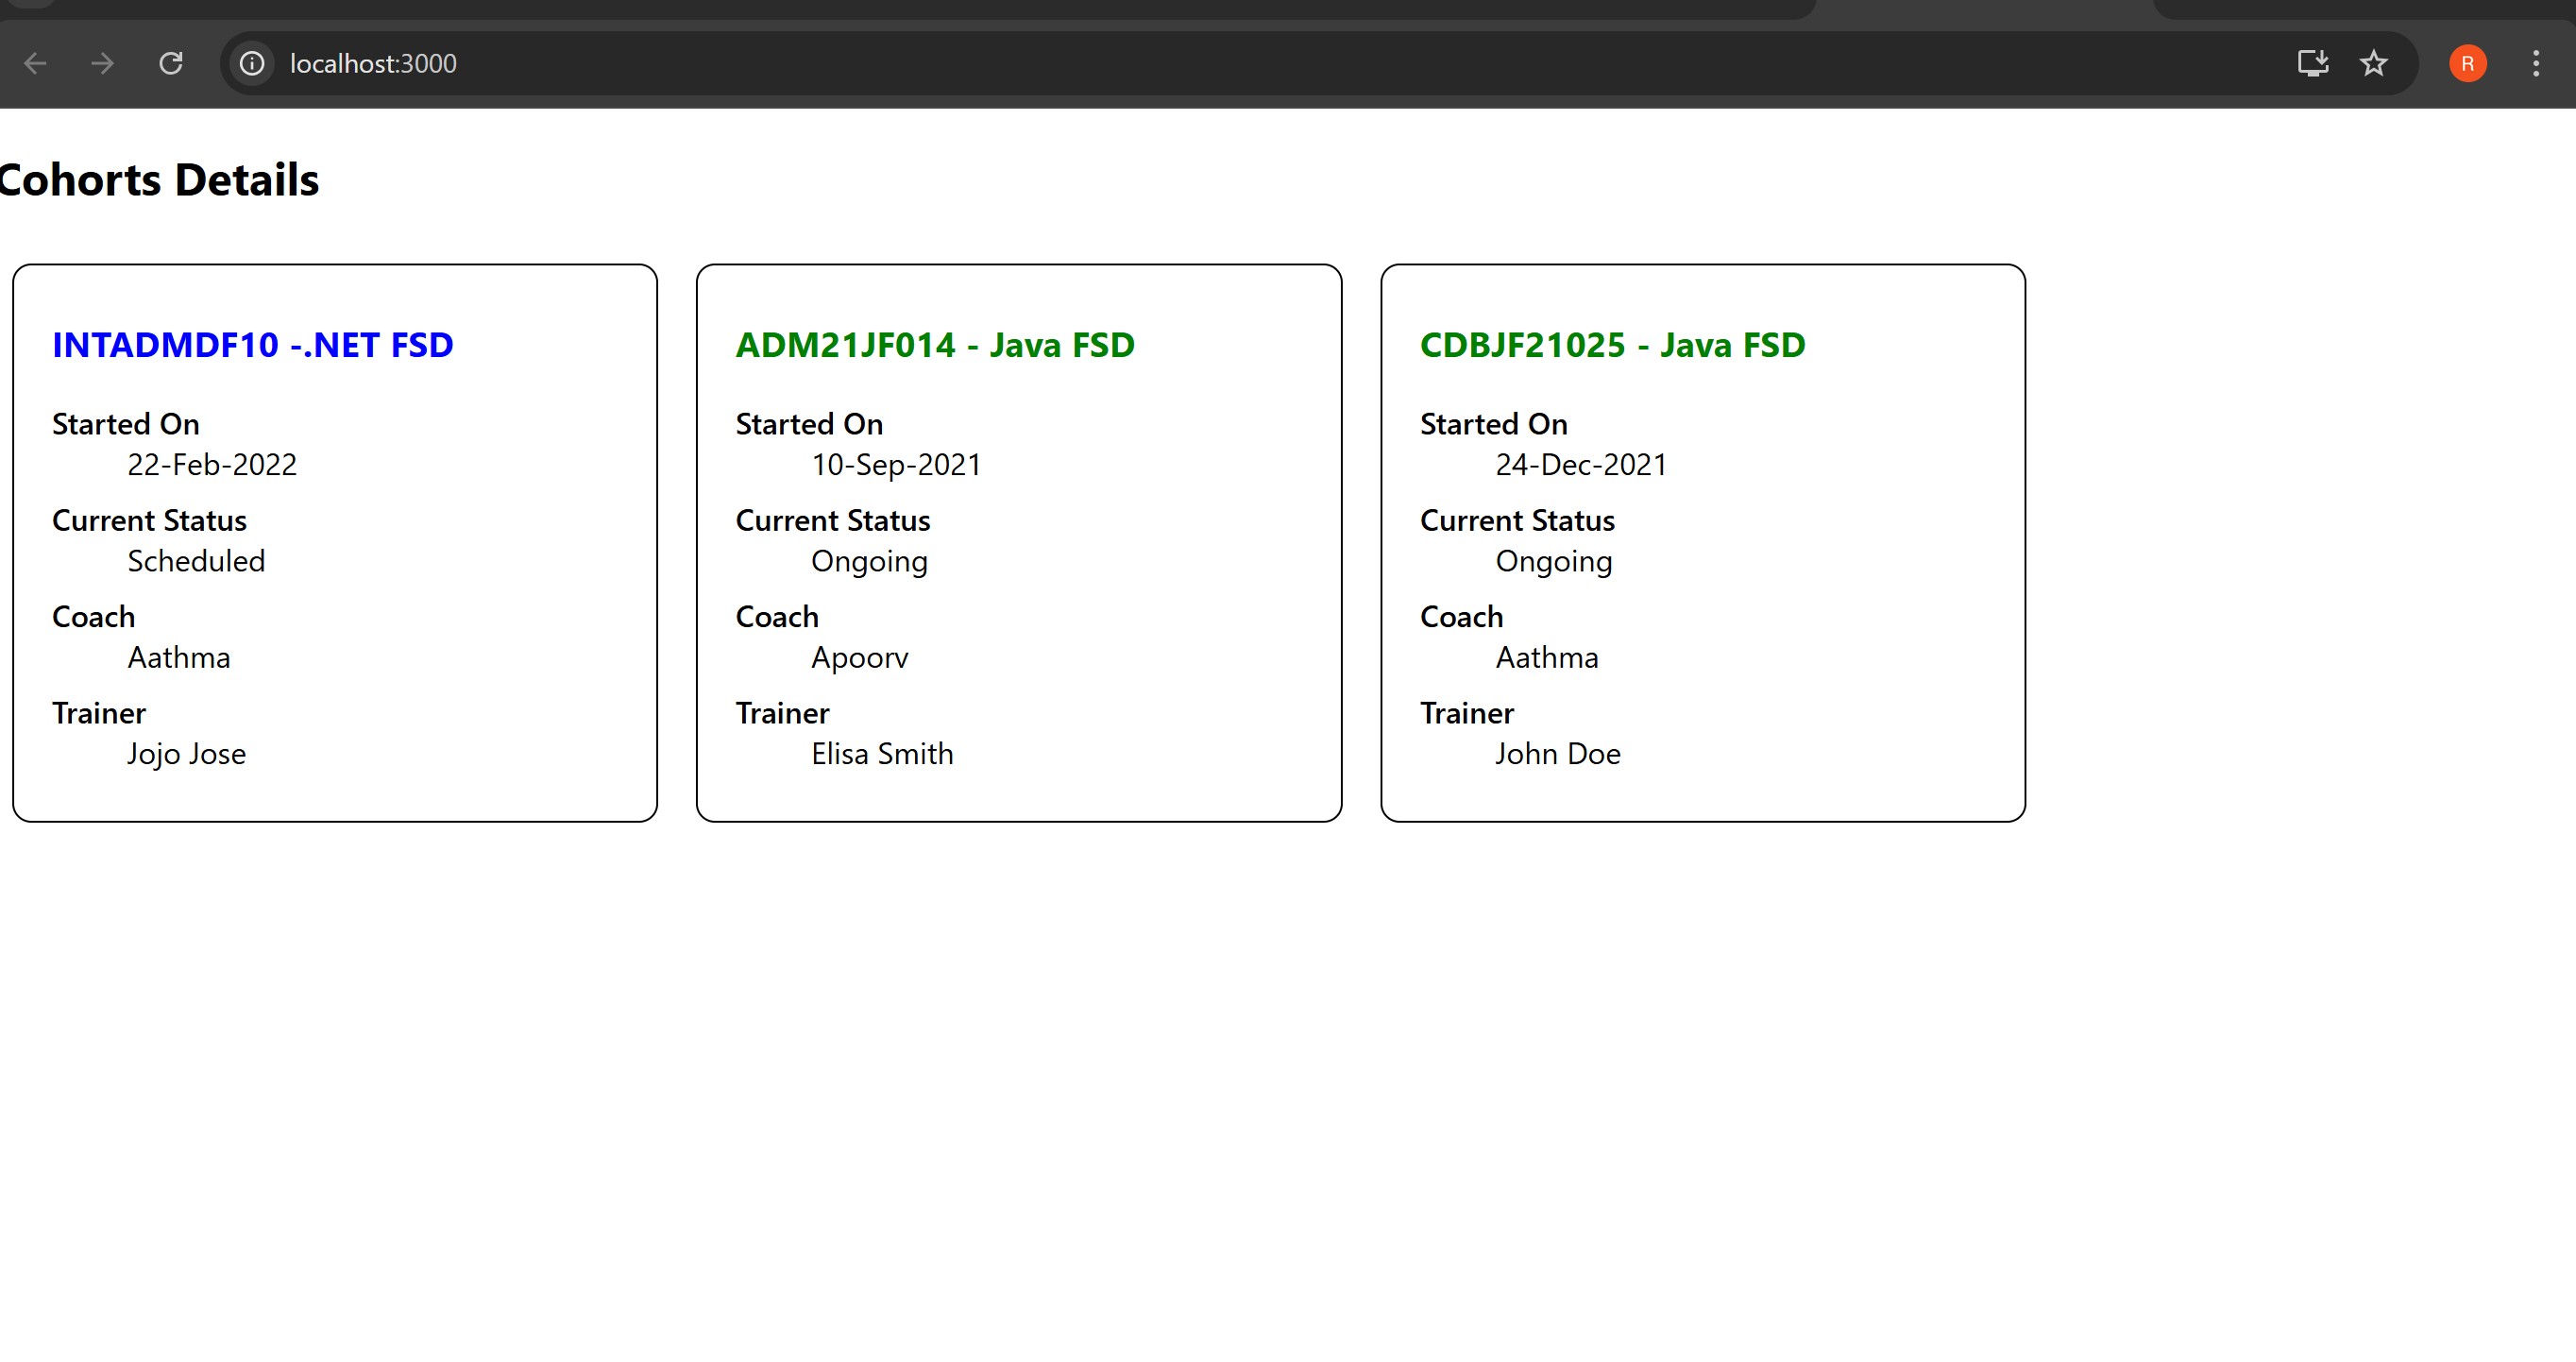 localhost:3000
R
Cohorts Details
INTADMDF10 -.NET FSD
Started On
22-Feb-2022
Current Status
Scheduled
Coach
Aathma
Trainer
Jojo Jose
ADM21JF014 - Java FSD
Started On
10-Sep-2021
Current Status
Ongoing
Coach
Apoorv
Trainer
Elisa Smith
CDBJF21025 - Java FSD
Started On
24-Dec-2021
Current Status
Ongoing
Coach
Aathma
Trainer
John Doe